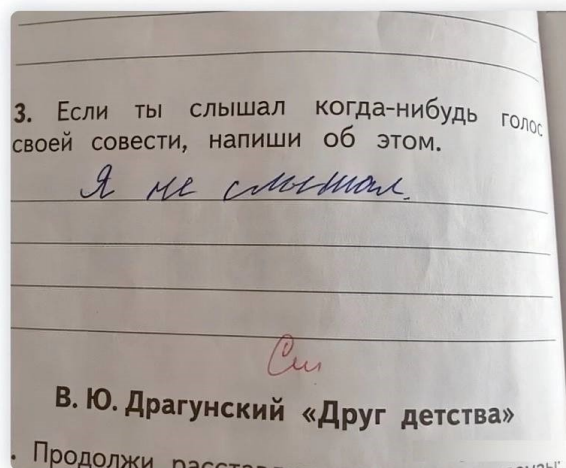 3. Если ты слышал когда-нибудь голос
своей совести, напиши об этом.
Я не слышал.
См
В. Ю. Драгунский «Друг детства»
. Продолжи